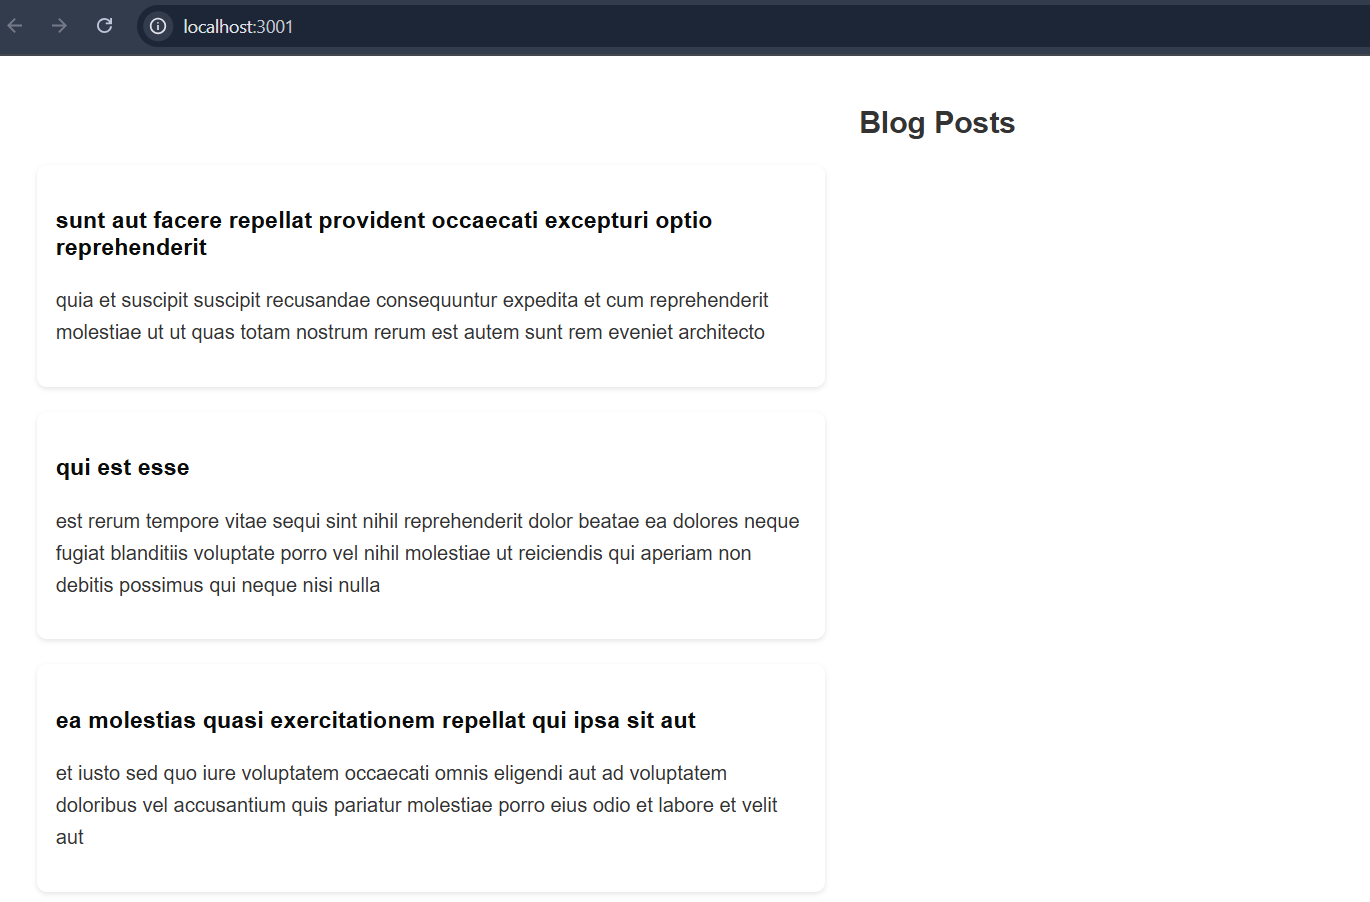 localhost:3001
Blog Posts
sunt aut facere repellat provident occaecati excepturi optio
reprehenderit
quia et suscipit suscipit recusandae consequuntur expedita et cum reprehenderit
molestiae ut ut quas totam nostrum rerum est autem sunt rem eveniet architecto
qui est esse
est rerum tempore vitae sequi sint nihil reprehenderit dolor beatae ea dolores neque
fugiat blanditiis voluptate porro vel nihil molestiae ut reiciendis qui aperiam non
debitis possimus qui neque nisi nulla
ea molestias quasi exercitationem repellat qui ipsa sit aut
et iusto sed quo iure voluptatem occaecati omnis eligendi aut ad voluptatem
doloribus vel accusantium quis pariatur molestiae porro eius odio et labore et velit
aut